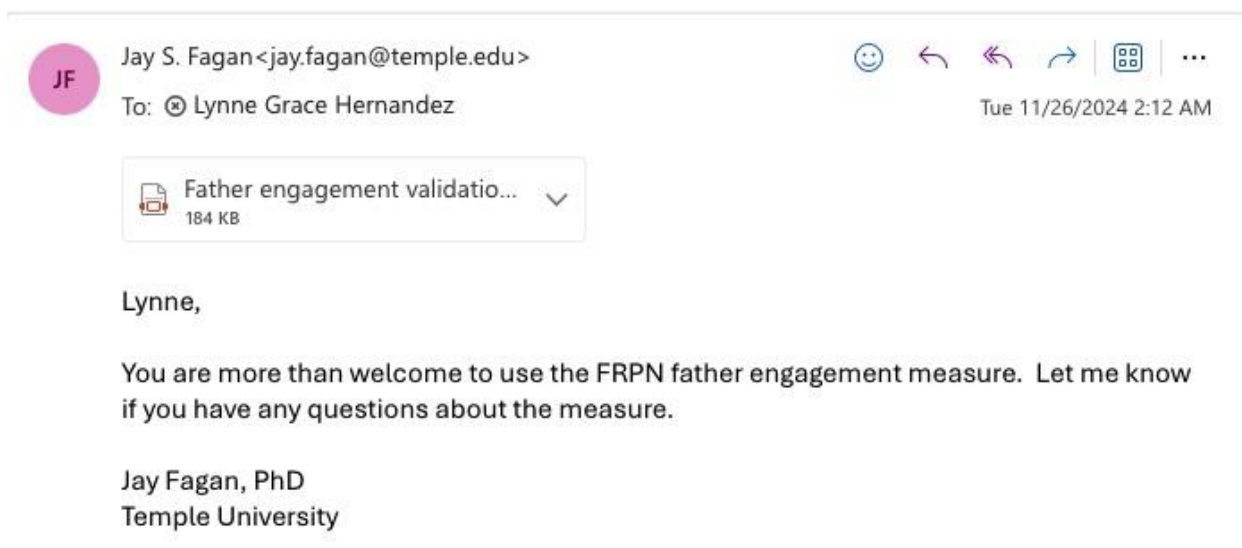 JF
Jay S. Fagan<jay.fagan@temple.edu>
To: Lynne Grace Hernandez
Tue 11/26/2024 2:12 AM
Father engagement validatio...
184 KB
Lynne,
You are more than welcome to use the FRPN father engagement measure.  Let me know
if you have any questions about the measure.
Jay Fagan, PhD
Temple University